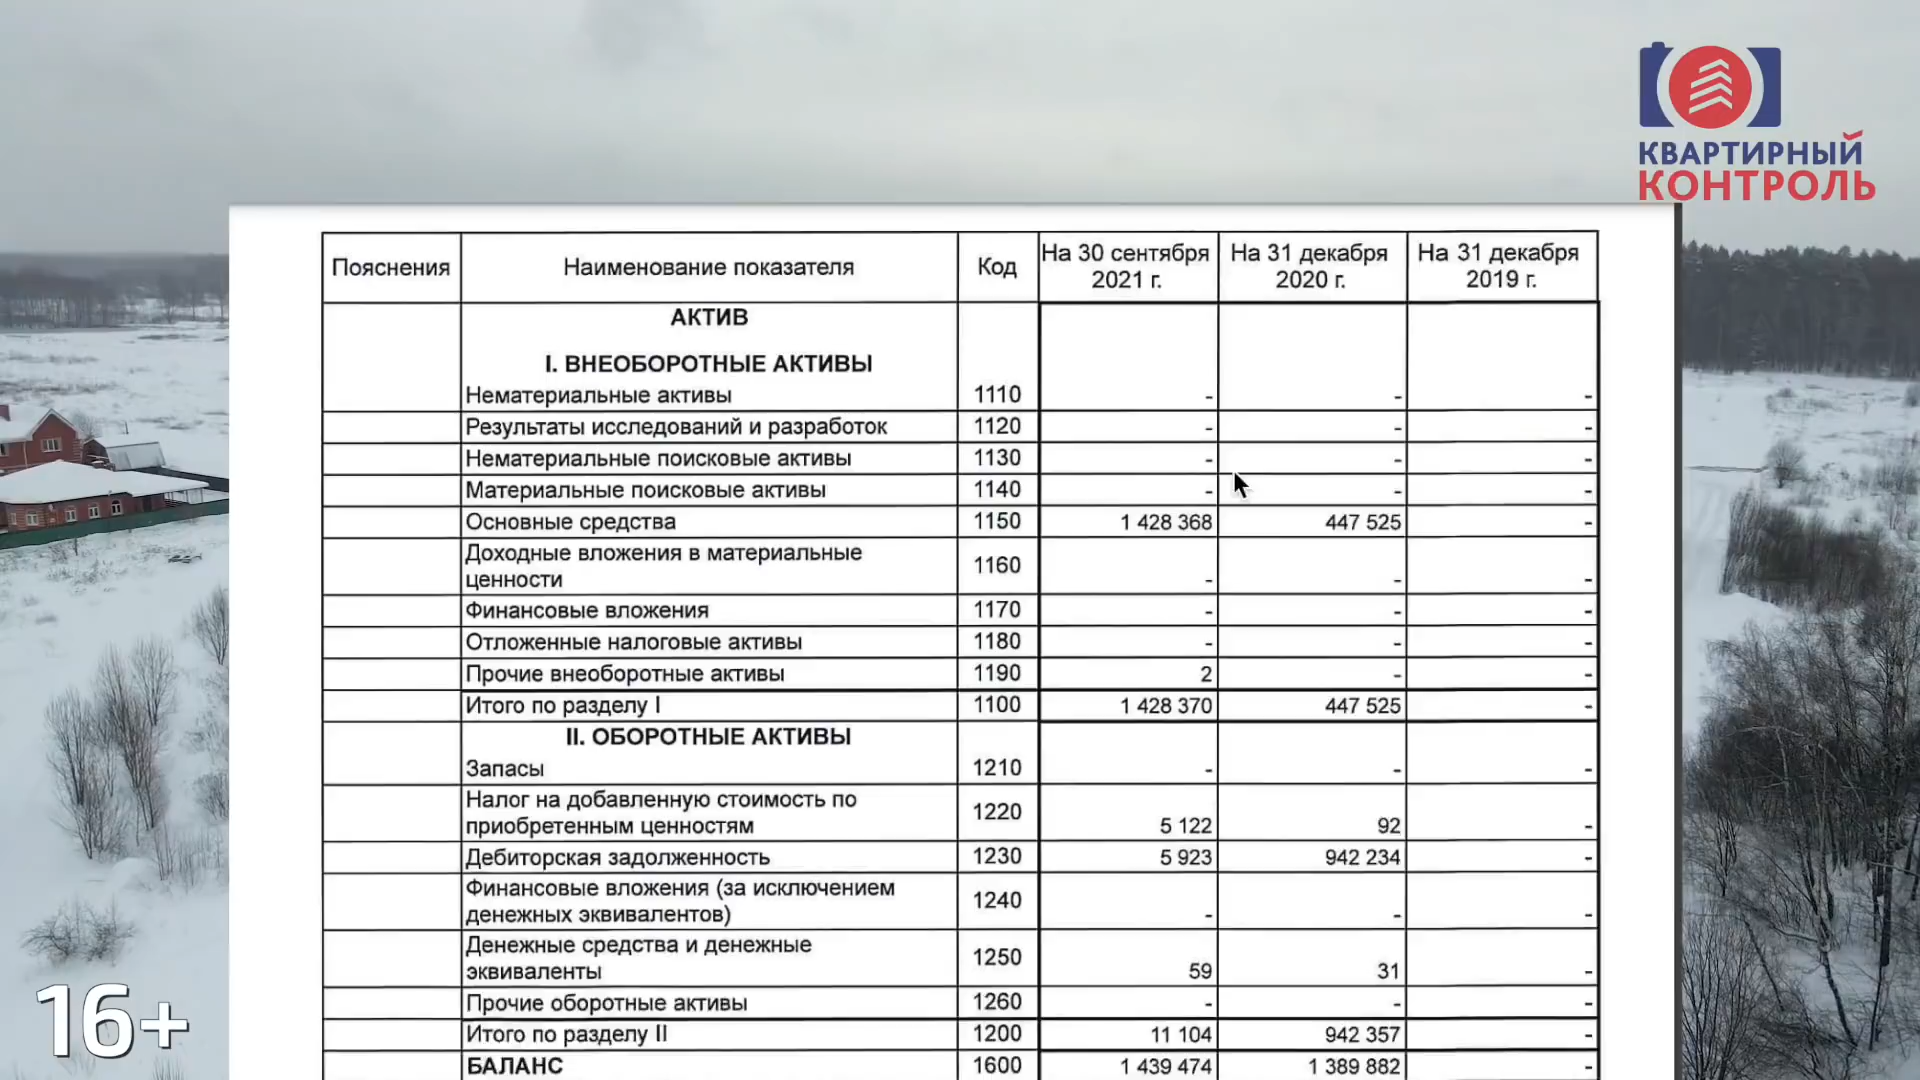 КВАРТИРНЫЙ
КОНТРОЛЬ
Пояснения Наименование показателя Код На 30 сентября 2021 г. На 31 декабря 2020 г. На 31 декабря 2019 г.
АКТИВ
I. ВНЕОБОРОТНЫЕ АКТИВЫ
Нематериальные активы 1110 - - -
Результаты исследований и разработок 1120 - - -
Нематериальные поисковые активы 1130 - - -
Материальные поисковые активы 1140 - - -
Основные средства 1150 1 428 368 447 525 -
Доходные вложения в материальные
ценности 1160 - - -
Финансовые вложения 1170 - - -
Отложенные налоговые активы 1180 - - -
Прочие внеоборотные активы 1190 2 - -
Итого по разделу I 1100 1 428 370 447 525 -
II. ОБОРОТНЫЕ АКТИВЫ
Запасы 1210 - - -
Налог на добавленную стоимость по
приобретенным ценностям 1220 5 122 92 -
Дебиторская задолженность 1230 5 923 942 234 -
Финансовые вложения (за исключением
денежных эквивалентов) 1240 - - -
Денежные средства и денежные
эквиваленты 1250 59 31 -
Прочие оборотные активы 1260 - - -
Итого по разделу II 1200 11 104 942 357 -
БАЛАНС 1600 1 439 474 1 389 882 -
16+